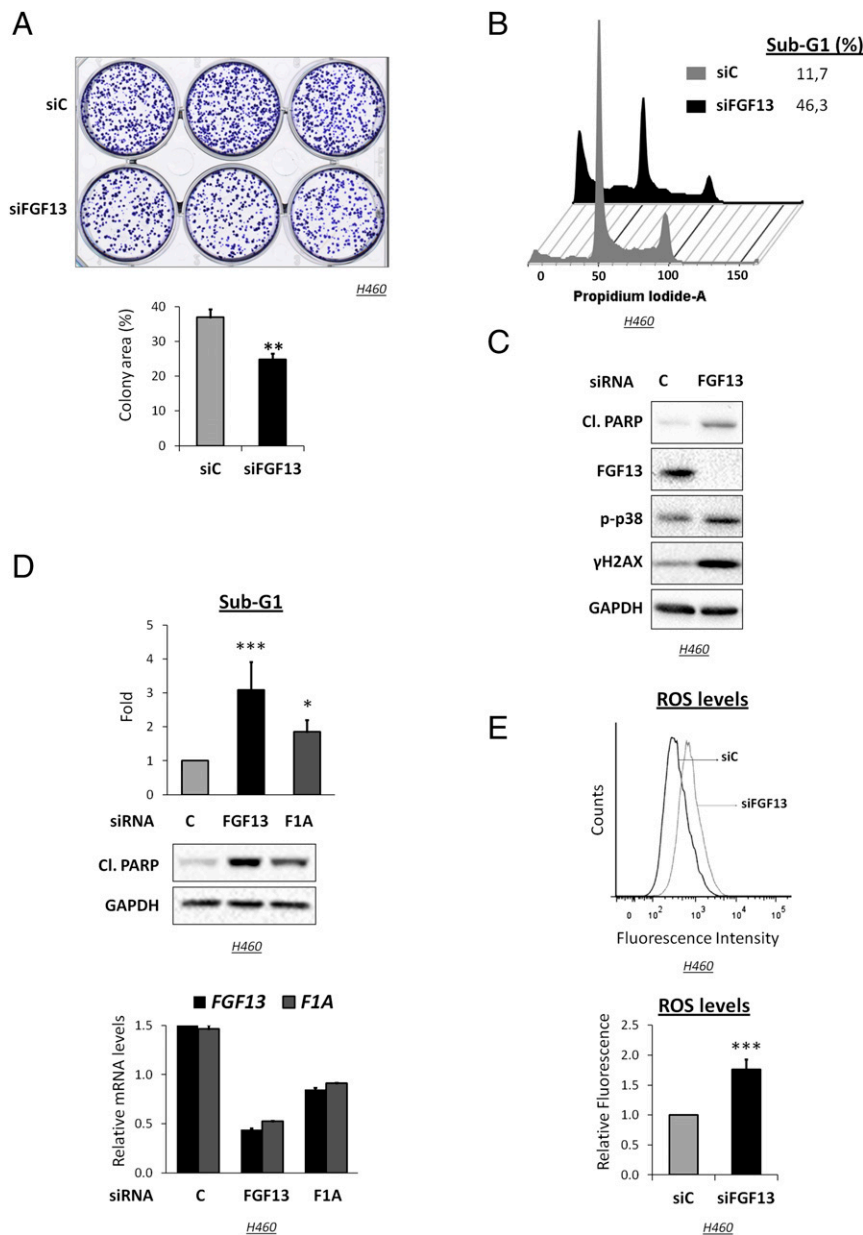 A
siC
siFGF13
H460
Colony area (%)
40
30
20
10
0
**
siC siFGF13
B
Sub-G1 (%)
siC 11,7
siFGF13 46,3
0 50 100 150
Propidium Iodide-A
H460
C
siRNA C FGF13
Cl. PARP
FGF13
p-p38
γH2AX
GAPDH
H460
D
Sub-G1
Fold
5
4
3
2
1
0
***
*
siRNA C FGF13 F1A
Cl. PARP
GAPDH
H460
FGF13 F1A
Relative mRNA levels
1.5
1.0
0.5
0.0
siRNA C FGF13 F1A
H460
E
ROS levels
Counts
siC
siFGF13
0 10² 10³ 10⁴ 10⁵
Fluorescence Intensity
H460
ROS levels
Relative Fluorescence
2.5
2.0
1.5
1.0
0.5
0.0
***
siC siFGF13
H460